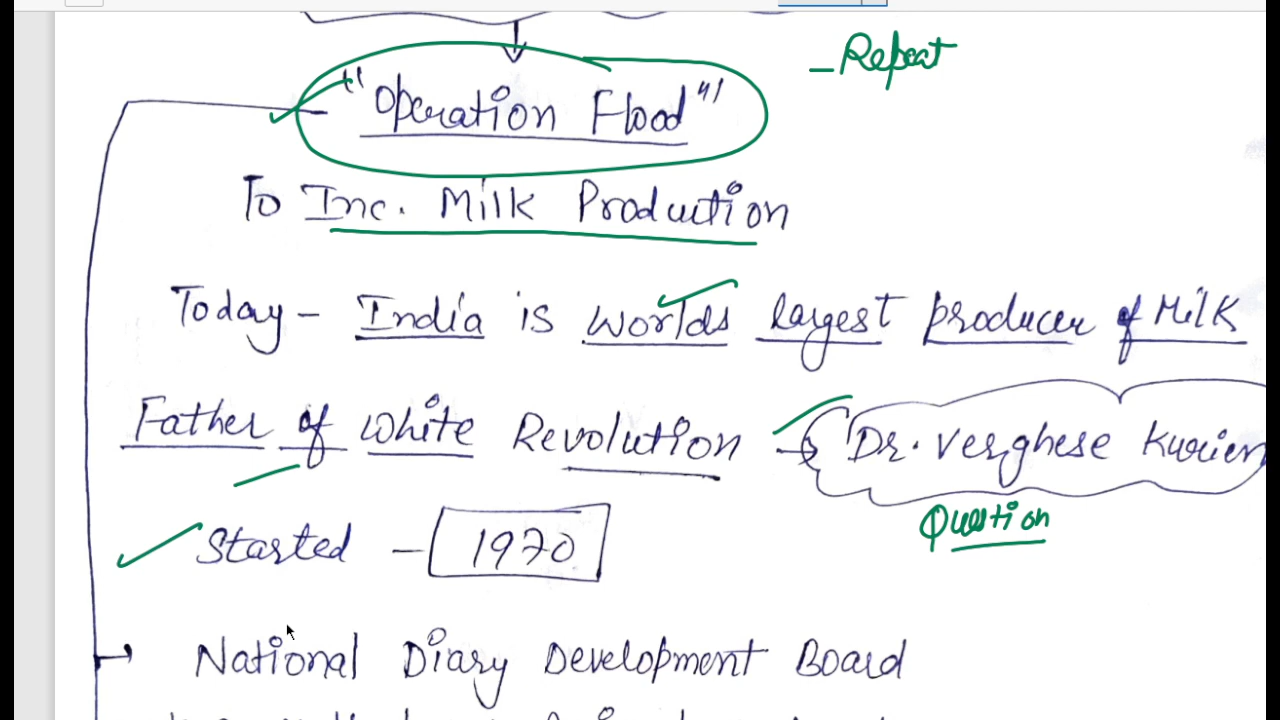 - Repeat
"Operation Flood"
To Inc. Milk Production
Today - India is worlds largest producer of Milk
Father of White Revolution → Dr. Verghese Kurien
Question
Started - 1970
National Diary Development Board